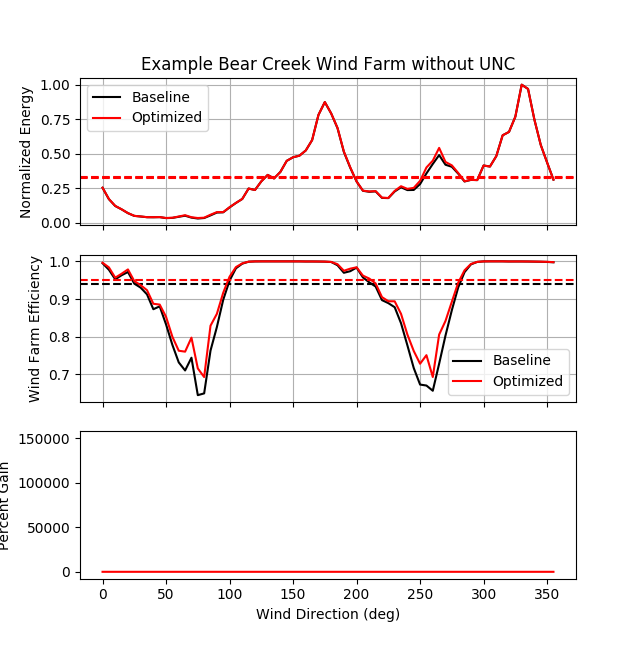 Example Bear Creek Wind Farm without UNC
1.00
0.75
0.50
0.25
0.00
Normalized Energy
Baseline
Optimized
1.0
0.9
0.8
0.7
Wind Farm Efficiency
Baseline
Optimized
150000
100000
50000
0
Percent Gain
0 50 100 150 200 250 300 350
Wind Direction (deg)